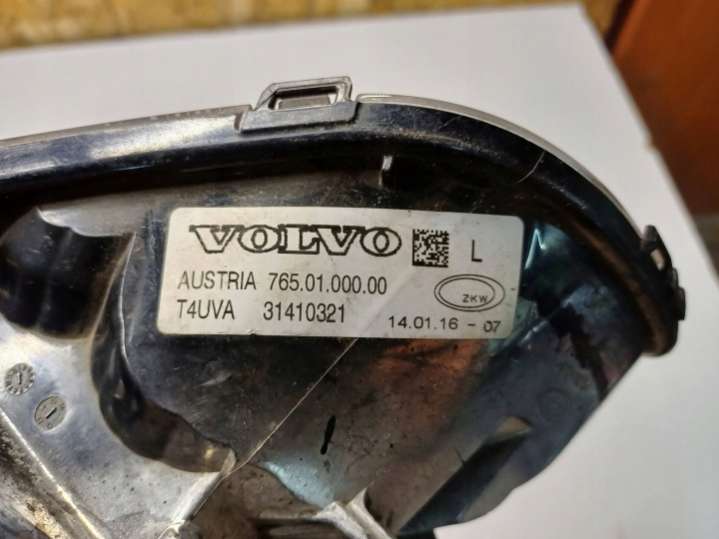 VOLVO L
AUSTRIA 765.01.000.00
ZKW
T4UVA 31410321 14.01.16 - 07